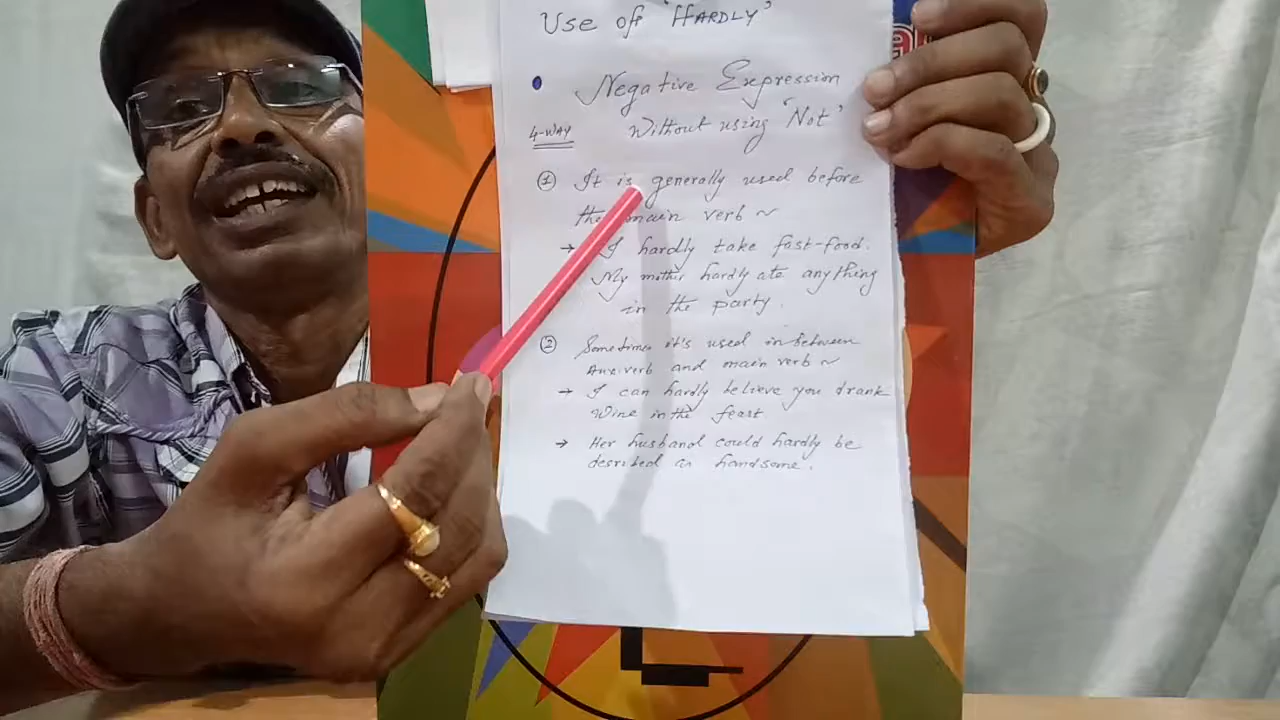 Use of 'HARDLY'
Negative Expression
Without using 'Not'
4-WAY
① It is generally used before
the main verb ~
→ I hardly take fast-food.
My mother hardly ate anything
in the party.
② Sometimes it's used in between
Aux.verb and main verb ~
→ I can hardly believe you drank
Wine in the feast
→ Her husband could hardly be
desribed as handsome.